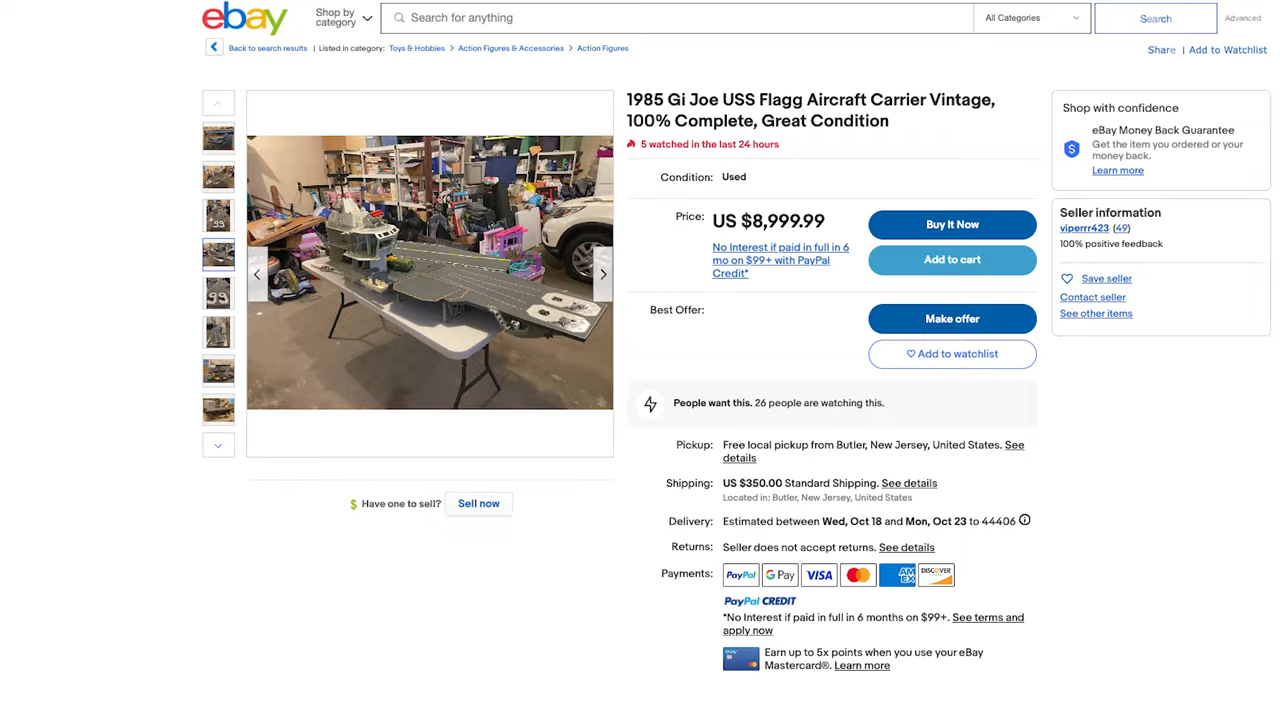 ebay
Shop by
category
Search for anything
All Categories
Search
Advanced
Back to search results | Listed in category: Toys & Hobbies > Action Figures & Accessories > Action Figures
Share | Add to Watchlist
1985 Gi Joe USS Flagg Aircraft Carrier Vintage,
100% Complete, Great Condition
5 watched in the last 24 hours
Condition: Used
Price: US $8,999.99
No Interest if paid in full in 6
mo on $99+ with PayPal
Credit*
Buy It Now
Add to cart
Best Offer:
Make offer
Add to watchlist
People want this. 26 people are watching this.
Pickup: Free local pickup from Butler, New Jersey, United States. See
details
Shipping: US $350.00 Standard Shipping. See details
Located in: Butler, New Jersey, United States
Delivery: Estimated between Wed, Oct 18 and Mon, Oct 23 to 44406
Returns: Seller does not accept returns. See details
Payments: PayPal G Pay VISA AMEX DISCOVER
PayPal CREDIT
*No Interest if paid in full in 6 months on $99+. See terms and
apply now
Earn up to 5x points when you use your eBay
Mastercard®. Learn more
Shop with confidence
eBay Money Back Guarantee
Get the item you ordered or your
money back.
Learn more
Seller information
viperrr423 (49)
100% positive feedback
Save seller
Contact seller
See other items
99
99
Have one to sell? Sell now